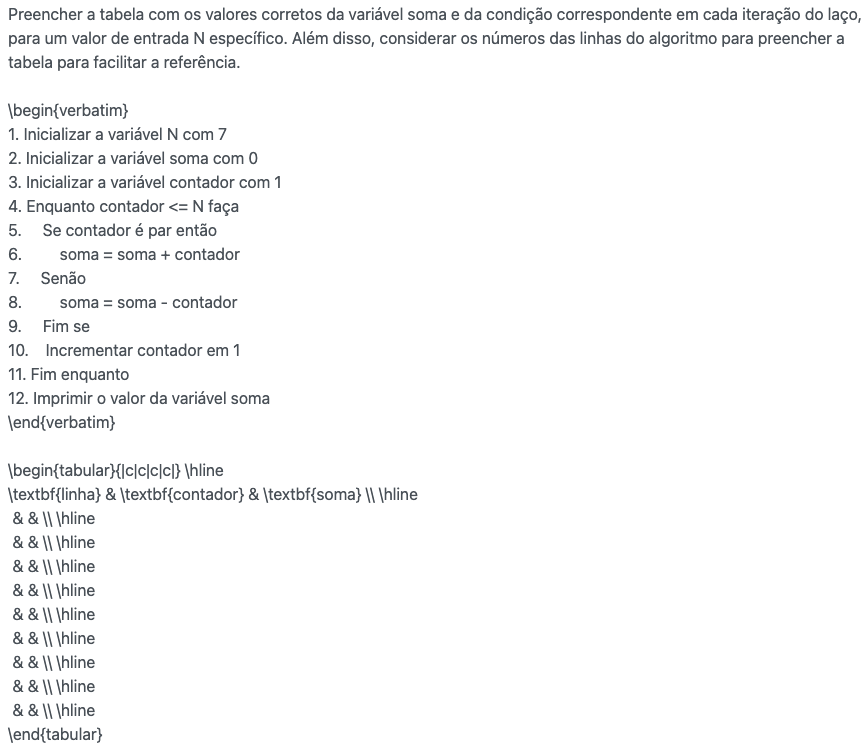 Preencher a tabela com os valores corretos da variável soma e da condição correspondente em cada iteração do laço,
para um valor de entrada N específico. Além disso, considerar os números das linhas do algoritmo para preencher a
tabela para facilitar a referência.
\begin{verbatim}
1. Inicializar a variável N com 7
2. Inicializar a variável soma com 0
3. Inicializar a variável contador com 1
4. Enquanto contador <= N faça
5. Se contador é par então
6. soma = soma + contador
7. Senão
8. soma = soma - contador
9. Fim se
10. Incrementar contador em 1
11. Fim enquanto
12. Imprimir o valor da variável soma
\end{verbatim}
\begin{tabular}{|c|c|c|c|} \hline
\textbf{linha} & \textbf{contador} & \textbf{soma} \\ \hline
& & \\ \hline
& & \\ \hline
& & \\ \hline
& & \\ \hline
& & \\ \hline
& & \\ \hline
& & \\ \hline
& & \\ \hline
& & \\ \hline
\end{tabular}